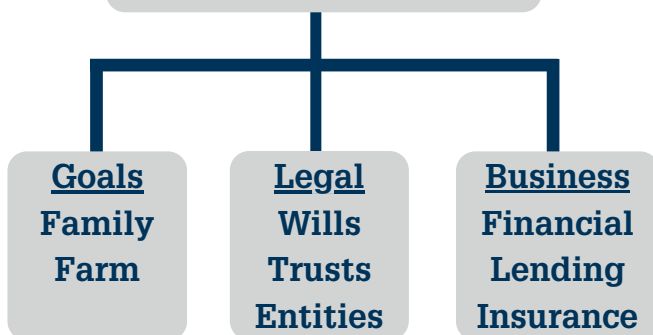 Goals
Family
Farm
Legal
Wills
Trusts
Entities
Business
Financial
Lending
Insurance